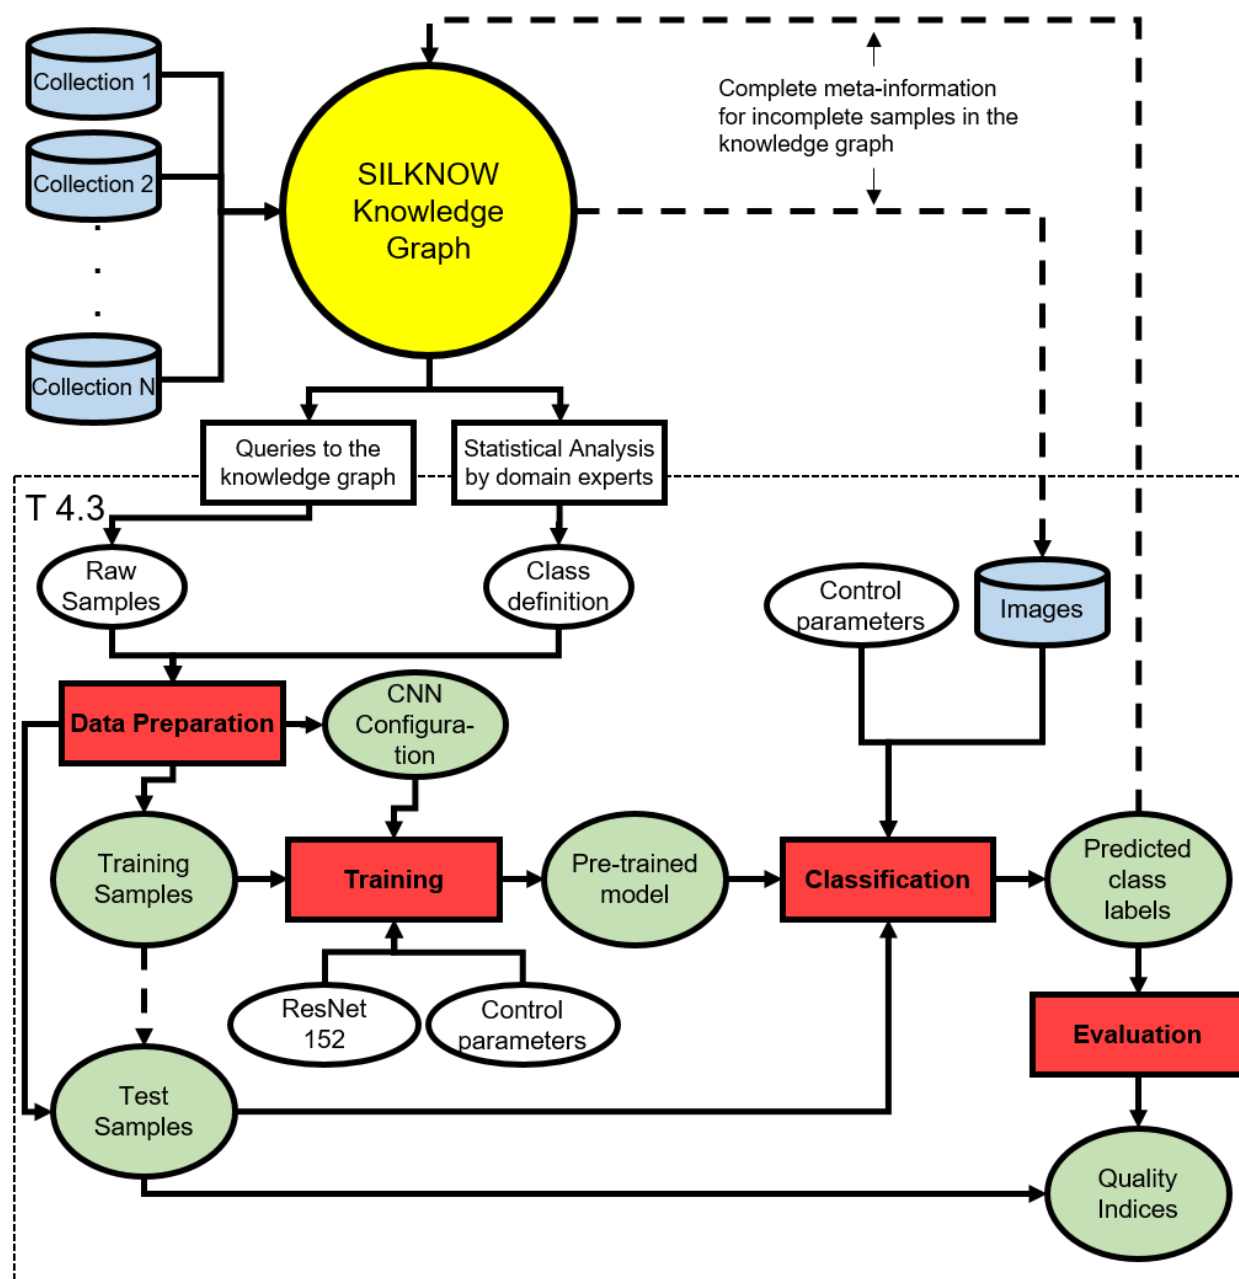 Collection 1
Complete meta-information
for incomplete samples in the
knowledge graph
Collection 2
SILKNOW
Knowledge
Graph
Collection N
Queries to the
knowledge graph
Statistical Analysis
by domain experts
T 4.3
Raw
Samples
Class
definition
Control
parameters
Images
Data Preparation
CNN
Configura-
tion
Training
Samples
Training
Pre-trained
model
Classification
Predicted
class
labels
ResNet
152
Control
parameters
Evaluation
Test
Samples
Quality
Indices